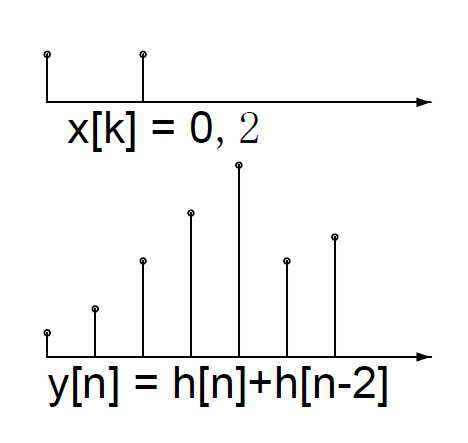 x[k] = 0, 2
y[n] = h[n]+h[n-2]